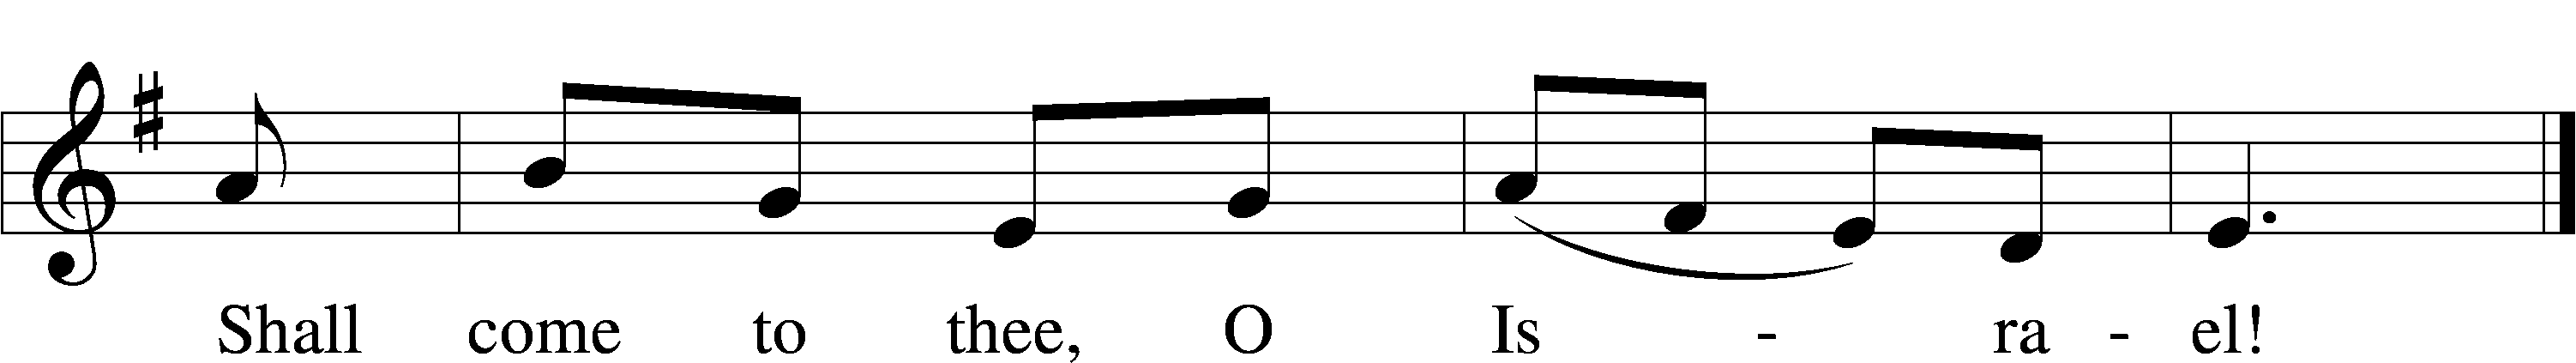 Shall come to thee, O Is - ra - el!